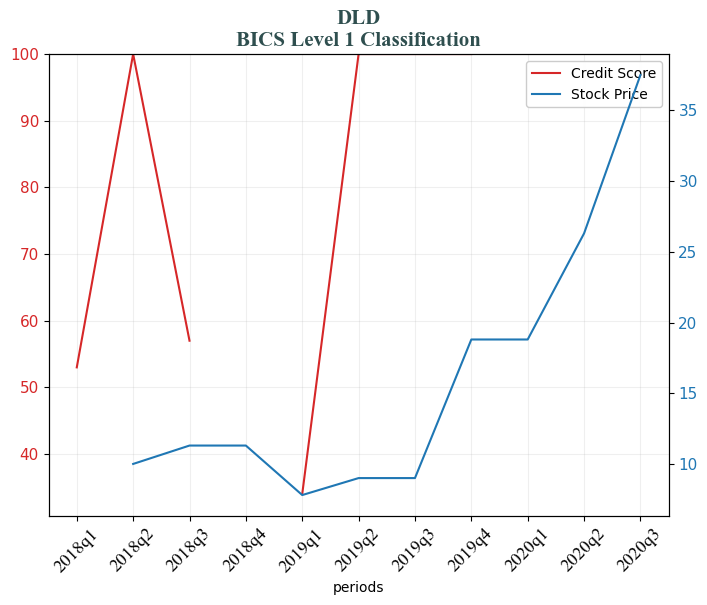 DLD
BICS Level 1 Classification
100
90
80
70
60
50
40
Credit Score
Stock Price
35
30
25
20
15
10
2018q1
2018q2
2018q3
2018q4
2019q1
2019q2
2019q3
2019q4
2020q1
2020q2
2020q3
periods